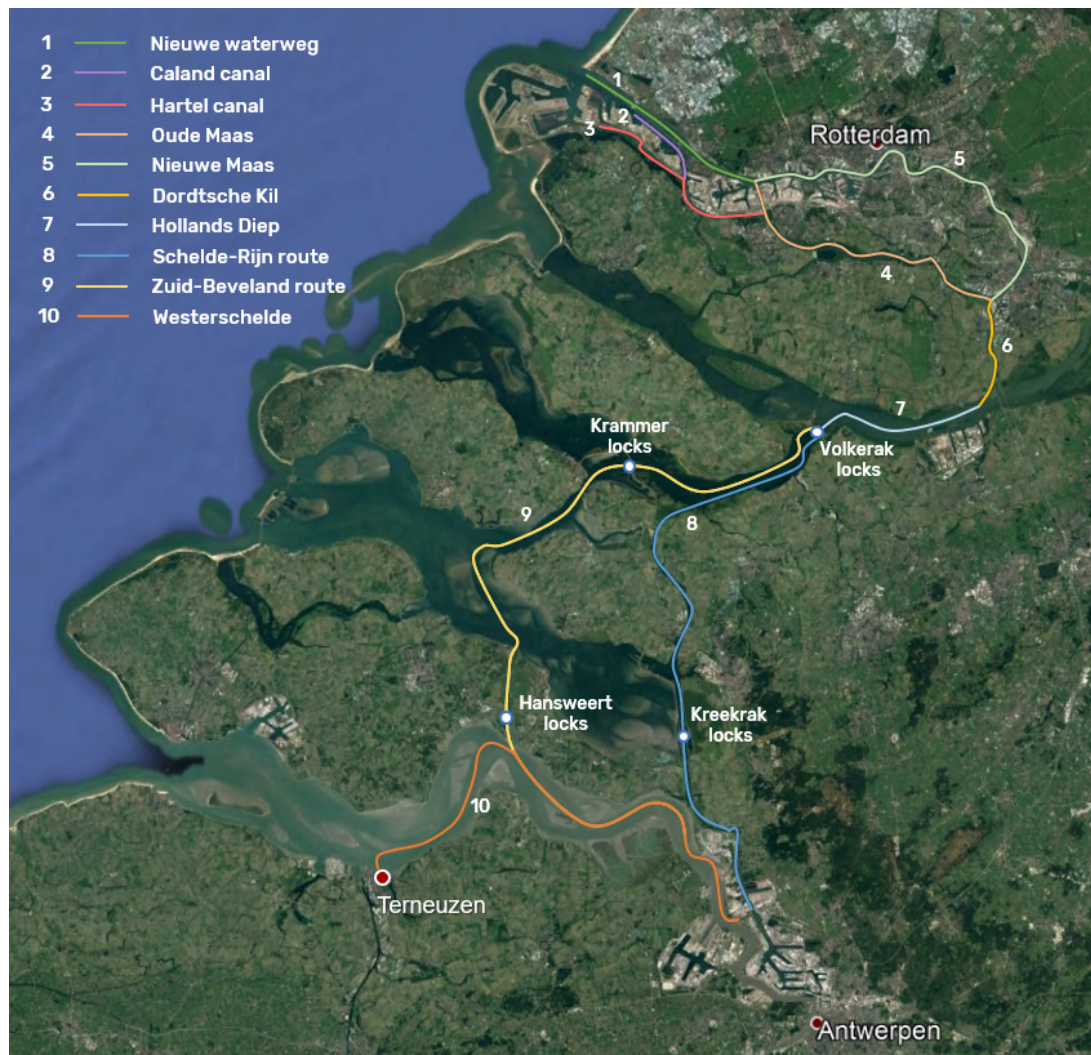 1 Nieuwe waterweg
2 Caland canal
3 Hartel canal
4 Oude Maas
5 Nieuwe Maas
6 Dordtsche Kil
7 Hollands Diep
8 Schelde-Rijn route
9 Zuid-Beveland route
10 Westerschelde
1
2
3
Rotterdam
5
4
6
7
Krammer
locks
Volkerak
locks
9
8
Hansweert
locks
Kreekrak
locks
10
Terneuzen
Antwerpen